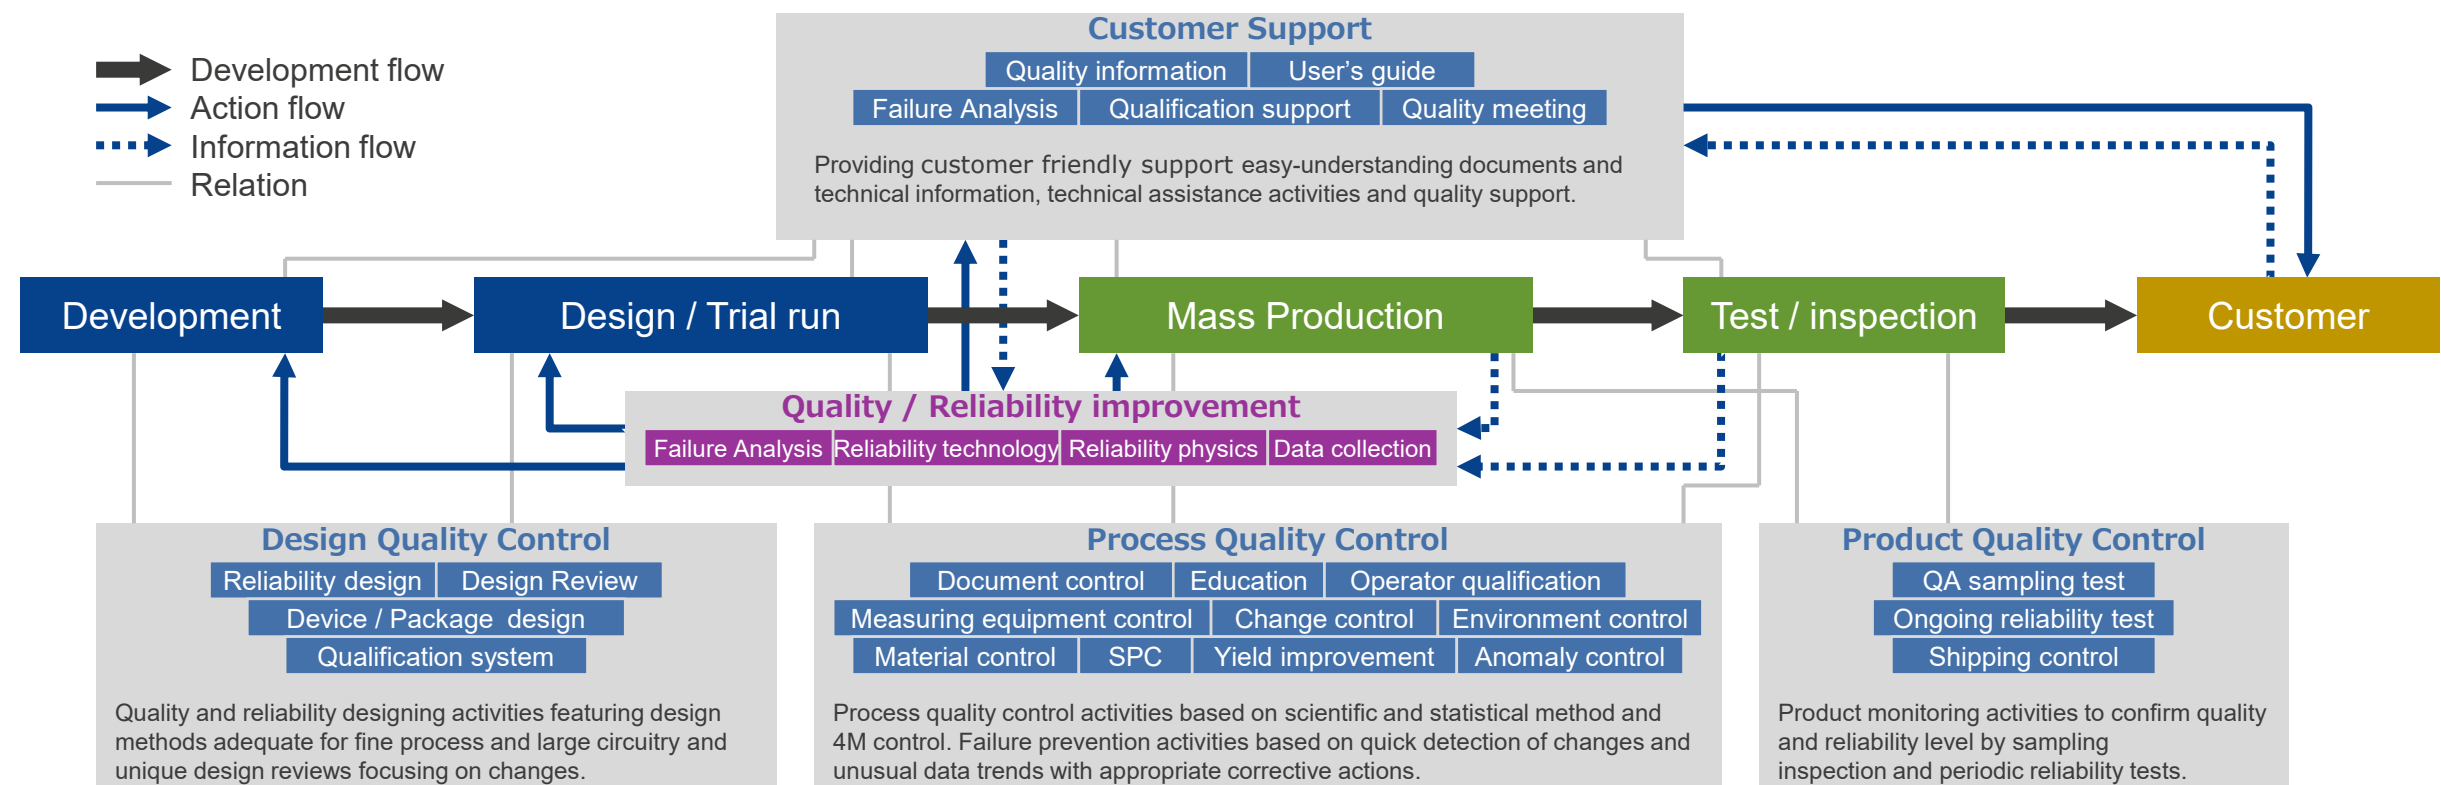 Development flow
Action flow
Information flow
Relation
Customer Support
Quality information
User’s guide
Failure Analysis
Qualification support
Quality meeting
Providing customer friendly support easy-understanding documents and
technical information, technical assistance activities and quality support.
Development
Design / Trial run
Mass Production
Test / inspection
Customer
Quality / Reliability improvement
Failure Analysis
Reliability technology
Reliability physics
Data collection
Design Quality Control
Reliability design
Design Review
Device / Package  design
Qualification system
Quality and reliability designing activities featuring design
methods adequate for fine process and large circuitry and
unique design reviews focusing on changes.
Process Quality Control
Document control
Education
Operator qualification
Measuring equipment control
Change control
Environment control
Material control
SPC
Yield improvement
Anomaly control
Process quality control activities based on scientific and statistical method and
4M control. Failure prevention activities based on quick detection of changes and
unusual data trends with appropriate corrective actions.
Product Quality Control
QA sampling test
Ongoing reliability test
Shipping control
Product monitoring activities to confirm quality
and reliability level by sampling
inspection and periodic reliability tests.